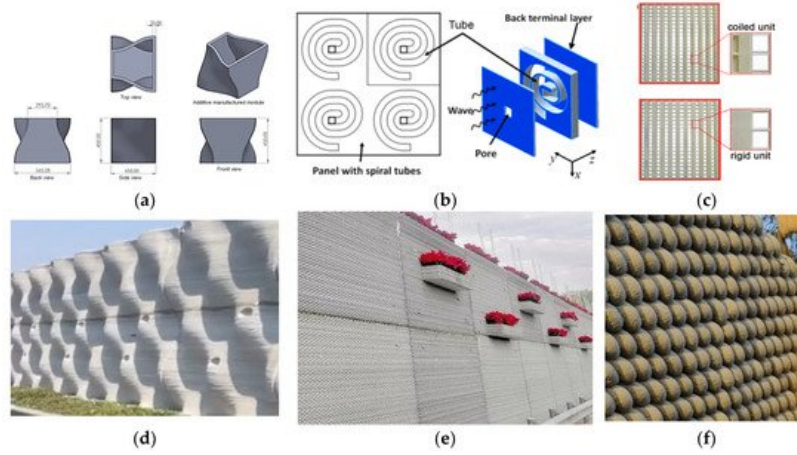 Top view
Additive manufactured module
Back view
Side view
Front view
(a)
Tube
Back terminal layer
Wave
Pore
Panel with spiral tubes
y
z
x
(b)
coiled unit
rigid unit
(c)
(d)
(e)
(f)